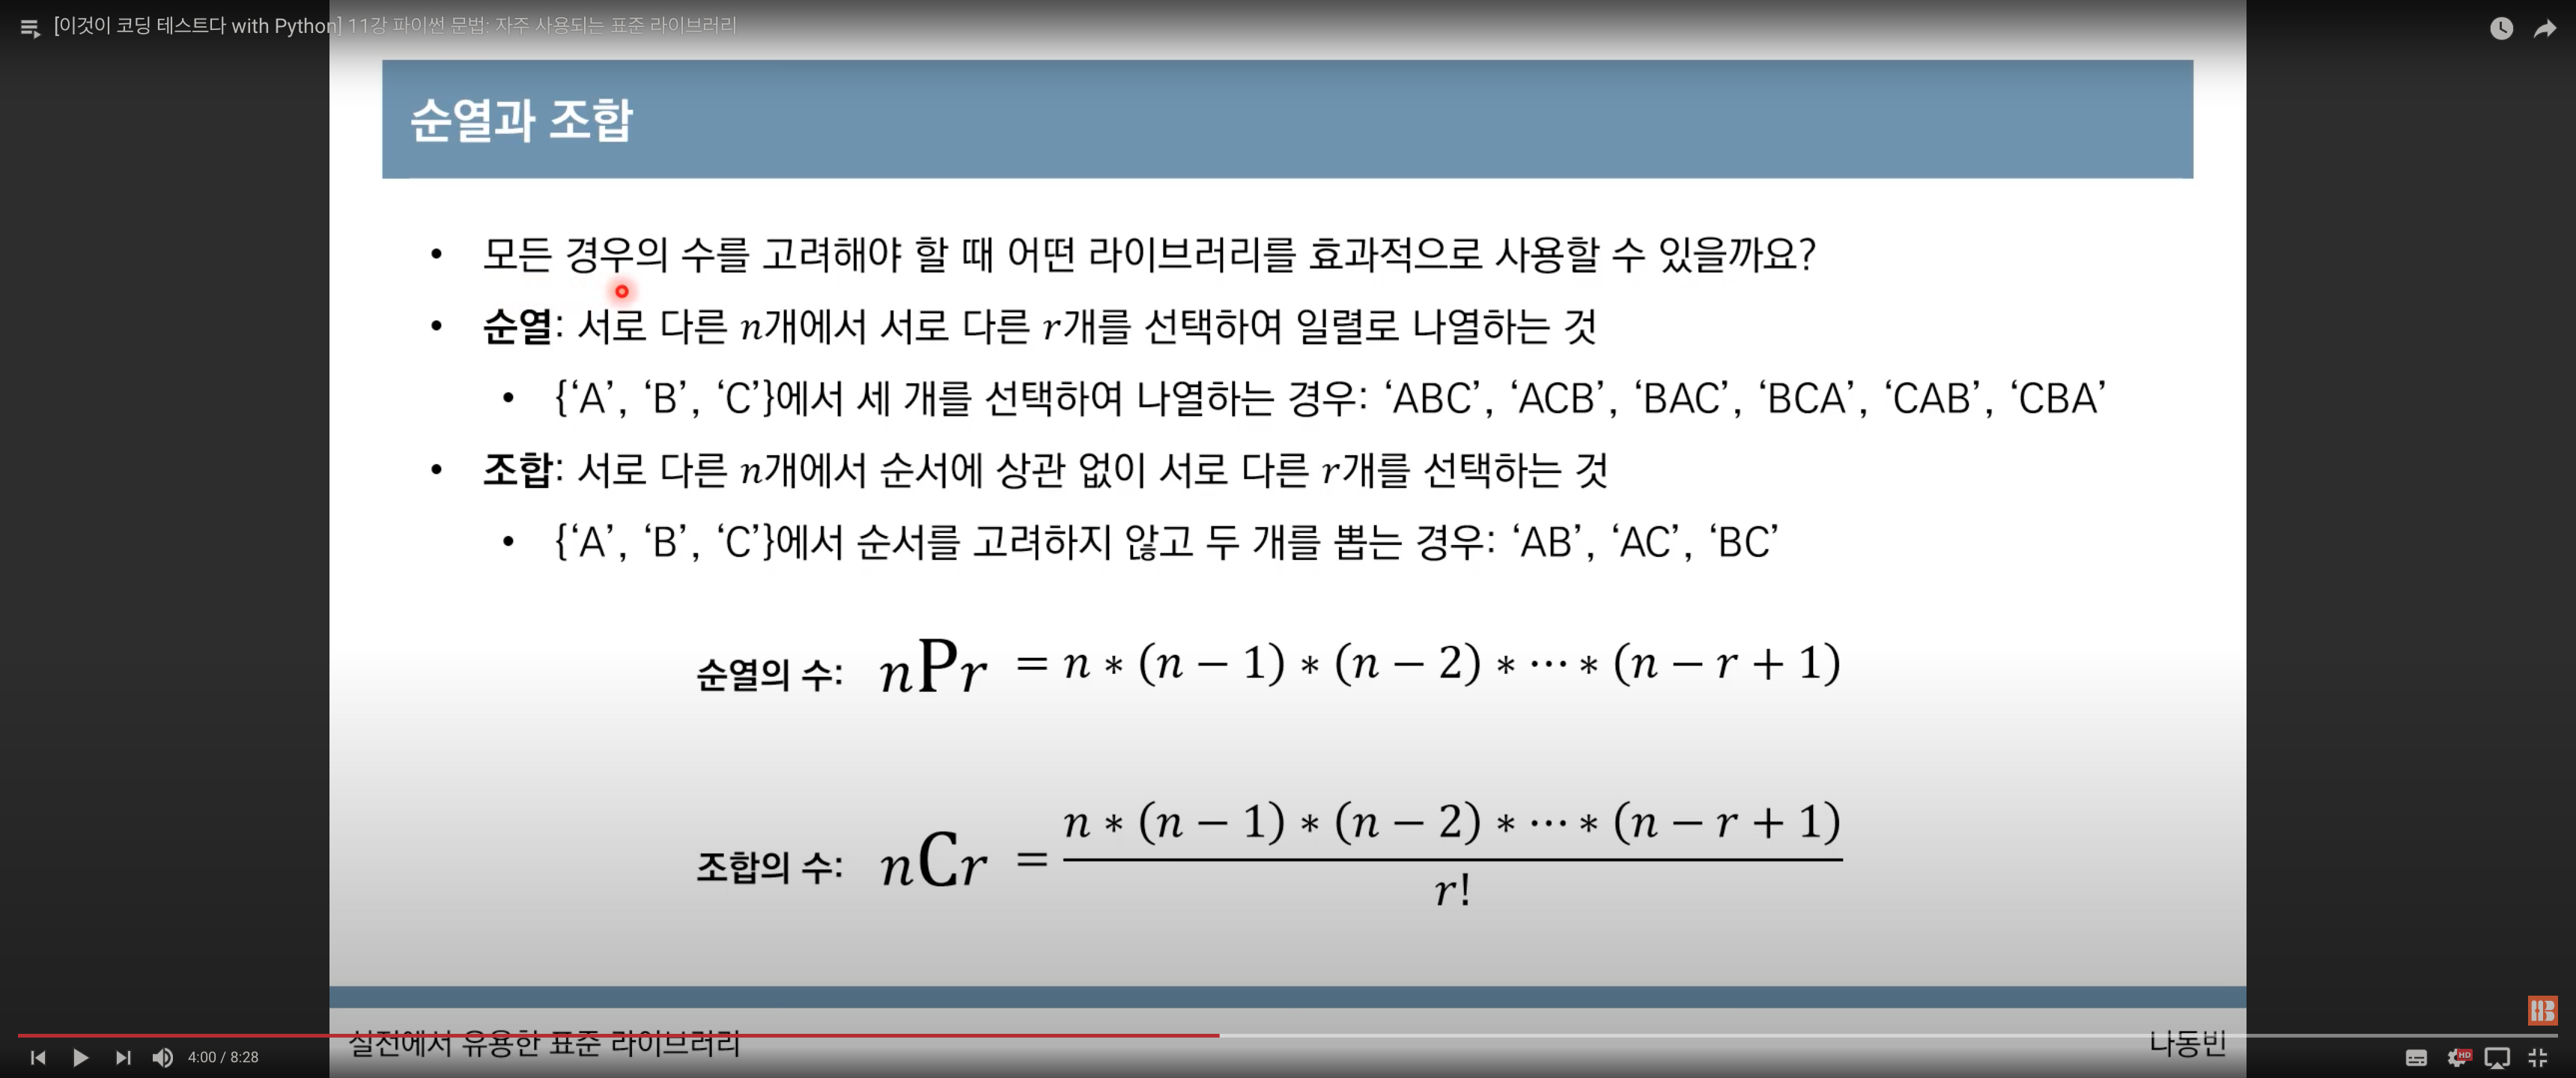 [이것이 코딩 테스트다 with Python] 11강 파이썬 문법: 자주 사용되는 표준 라이브러리
순열과 조합
• 모든 경우의 수를 고려해야 할 때 어떤 라이브러리를 효과적으로 사용할 수 있을까요?
• 순열: 서로 다른 n개에서 서로 다른 r개를 선택하여 일렬로 나열하는 것
• {‘A’, ‘B’, ‘C’}에서 세 개를 선택하여 나열하는 경우: ‘ABC’, ‘ACB’, ‘BAC’, ‘BCA’, ‘CAB’, ‘CBA’
• 조합: 서로 다른 n개에서 순서에 상관 없이 서로 다른 r개를 선택하는 것
• {‘A’, ‘B’, ‘C’}에서 순서를 고려하지 않고 두 개를 뽑는 경우: ‘AB’, ‘AC’, ‘BC’
순열의 수: nPr = n * (n − 1) * (n − 2) * ⋯ * (n − r + 1)
조합의 수: nCr = n * (n − 1) * (n − 2) * ⋯ * (n − r + 1)
r!
실전에서 유용한 표준 라이브러리
나동빈
4:00 / 8:28
HD